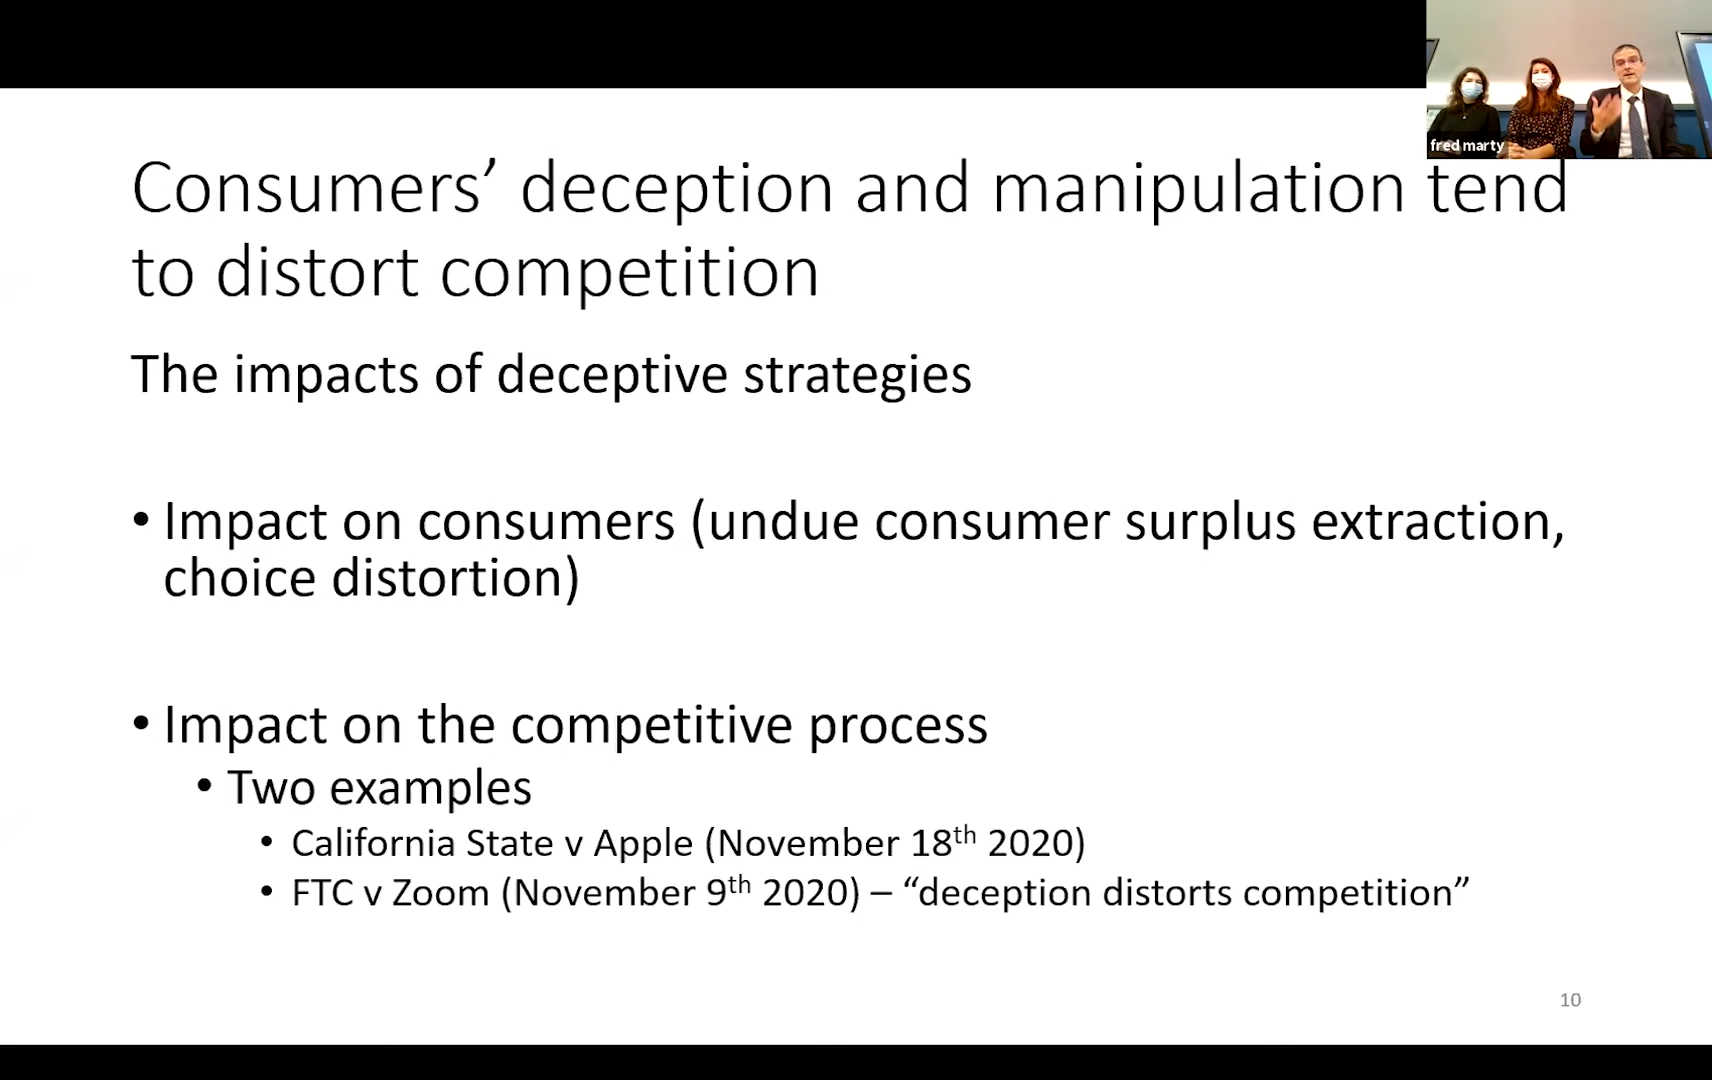 fred marty
Consumers’ deception and manipulation tend
to distort competition
The impacts of deceptive strategies
• Impact on consumers (undue consumer surplus extraction,
choice distortion)
• Impact on the competitive process
• Two examples
• California State v Apple (November 18th 2020)
• FTC v Zoom (November 9th 2020) – “deception distorts competition”
10